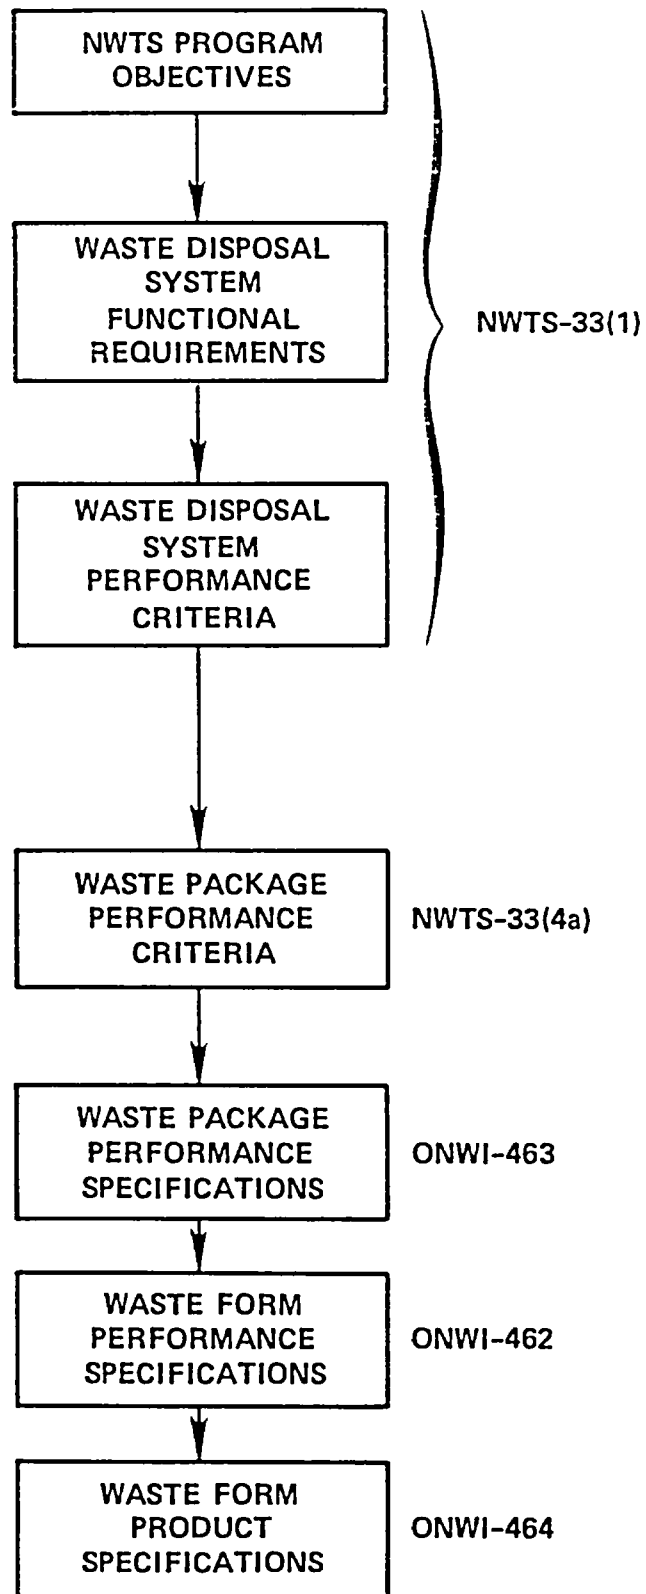 NWTS PROGRAM
OBJECTIVES
WASTE DISPOSAL
SYSTEM
FUNCTIONAL
REQUIREMENTS
NWTS-33(1)
WASTE DISPOSAL
SYSTEM
PERFORMANCE
CRITERIA
WASTE PACKAGE
PERFORMANCE
CRITERIA
NWTS-33(4a)
WASTE PACKAGE
PERFORMANCE
SPECIFICATIONS
ONWI-463
WASTE FORM
PERFORMANCE
SPECIFICATIONS
ONWI-462
WASTE FORM
PRODUCT
SPECIFICATIONS
ONWI-464